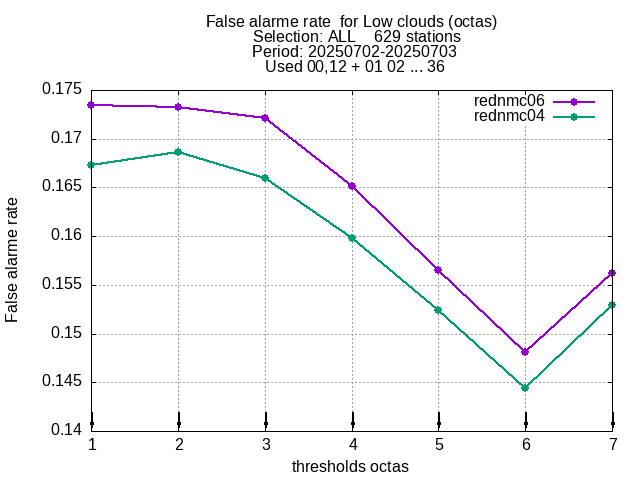 False alarme rate  for Low clouds (octas)
Selection: ALL    629 stations
Period: 20250702-20250703
Used 00,12 + 01 02 ... 36
rednmc06
rednmc04
0.175
0.17
0.165
0.16
0.155
0.15
0.145
0.14
False alarme rate
1 2 3 4 5 6 7
thresholds octas